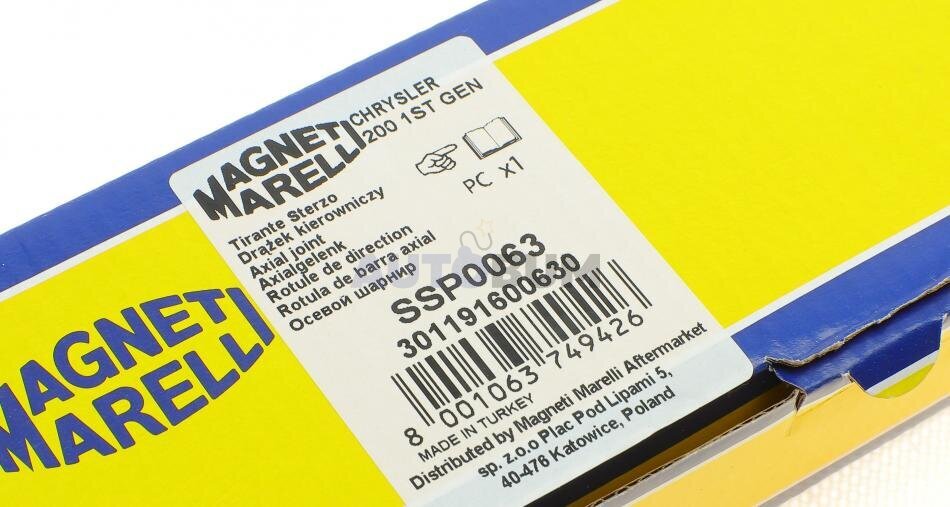 MAGNETI
MARELLI
CHRYSLER
200 1ST GEN
PC X1
Tirante Sterzo
Drążek kierowniczy
Axial joint
Axialgelenk
Rotule de direction
Rotula de barra axial
Осевой шарнир
SSP0063
301191600630
8 001063 749426
MADE IN TURKEY
Distributed by Magneti Marelli Aftermarket
sp. z.o.o Plac Pod Lipami 5,
40-476 Katowice, Poland
MAGNETI
MARELLI